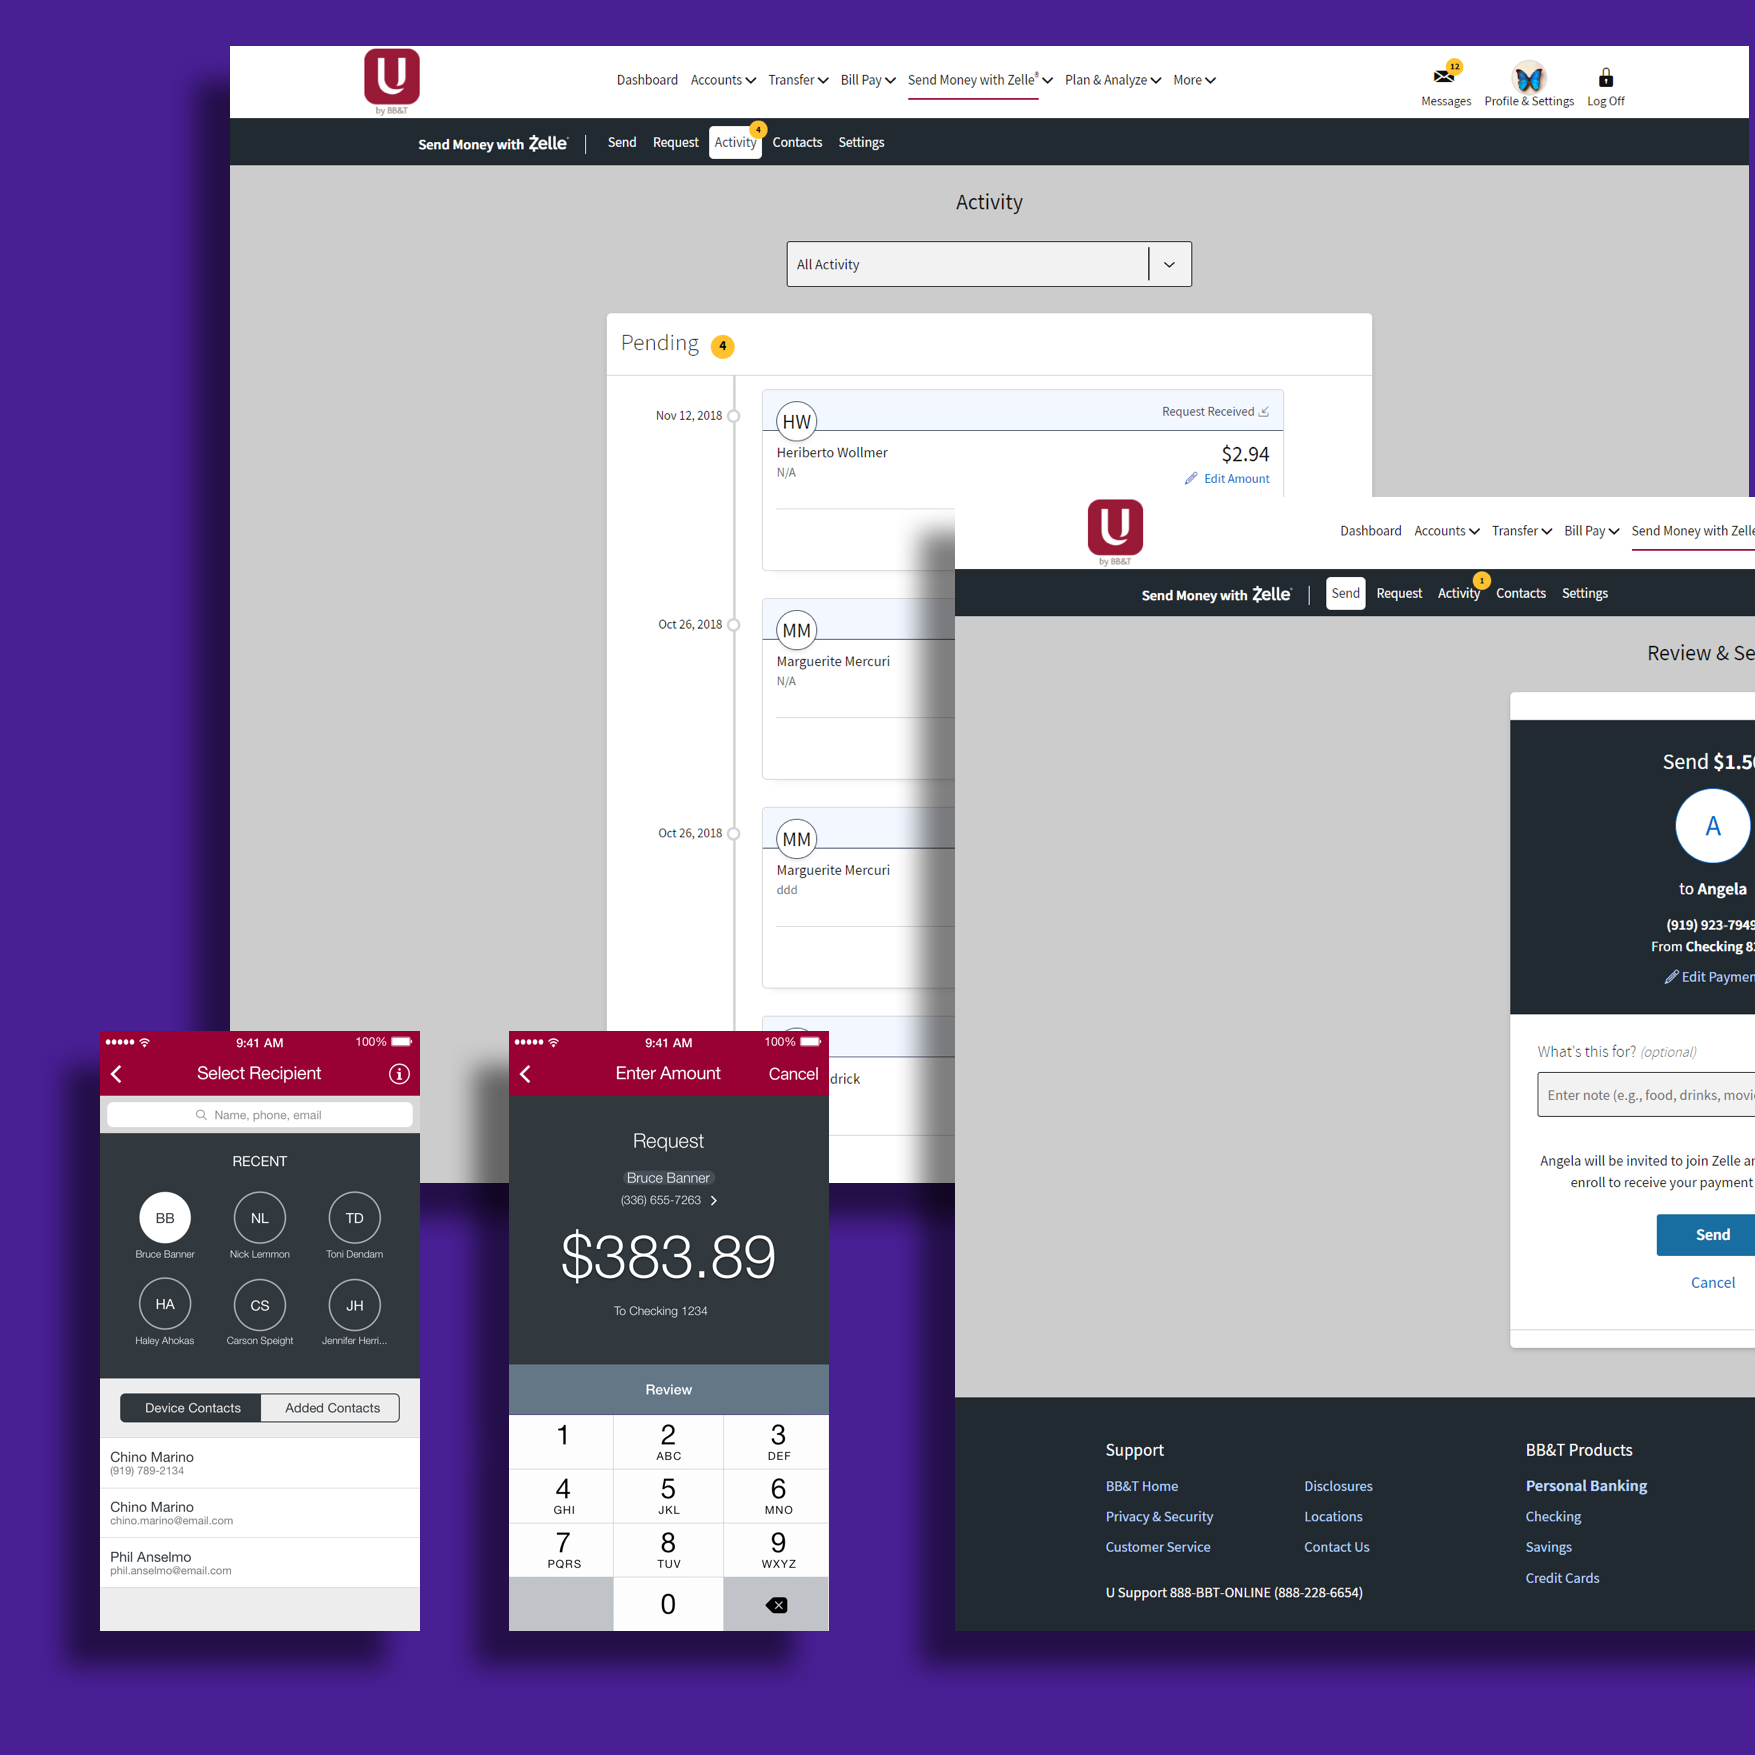 U
by BB&T
Dashboard Accounts Transfer Bill Pay Send Money with Zelle® Plan & Analyze More
12
Messages Profile & Settings Log Off
Send Money with Zelle® Send Request Activity 4 Contacts Settings
Activity
All Activity
Pending 4
Nov 12, 2018
HW
Request Received
Heriberto Wollmer
N/A
$2.94
Edit Amount
Oct 26, 2018
MM
Marguerite Mercuri
N/A
Oct 26, 2018
MM
Marguerite Mercuri
ddd
drick
U
by BB&T
Dashboard Accounts Transfer Bill Pay Send Money with Zelle
Send Money with Zelle® Send Request Activity 1 Contacts Settings
Review & Se
Send $1.50
A
to Angela
(919) 923-7949
From Checking 82
Edit Paymen
What's this for? (optional)
Enter note (e.g., food, drinks, movi
Angela will be invited to join Zelle an
enroll to receive your payment
Send
Cancel
Support
BB&T Home
Privacy & Security
Customer Service
Disclosures
Locations
Contact Us
U Support 888-BBT-ONLINE (888-228-6654)
BB&T Products
Personal Banking
Checking
Savings
Credit Cards
9:41 AM 100%
Select Recipient
Name, phone, email
RECENT
BB NL TD
Bruce Banner Nick Lemmon Toni Dendam
HA CS JH
Haley Ahokas Carson Speight Jennifer Herri...
Device Contacts Added Contacts
Chino Marino
(919) 789-2134
Chino Marino
chino.marino@email.com
Phil Anselmo
phil.anselmo@email.com
9:41 AM 100%
Enter Amount Cancel
Request
Bruce Banner
(336) 655-7263
$383.89
To Checking 1234
Review
1 2 3
ABC DEF
4 5 6
GHI JKL MNO
7 8 9
PQRS TUV WXYZ
0